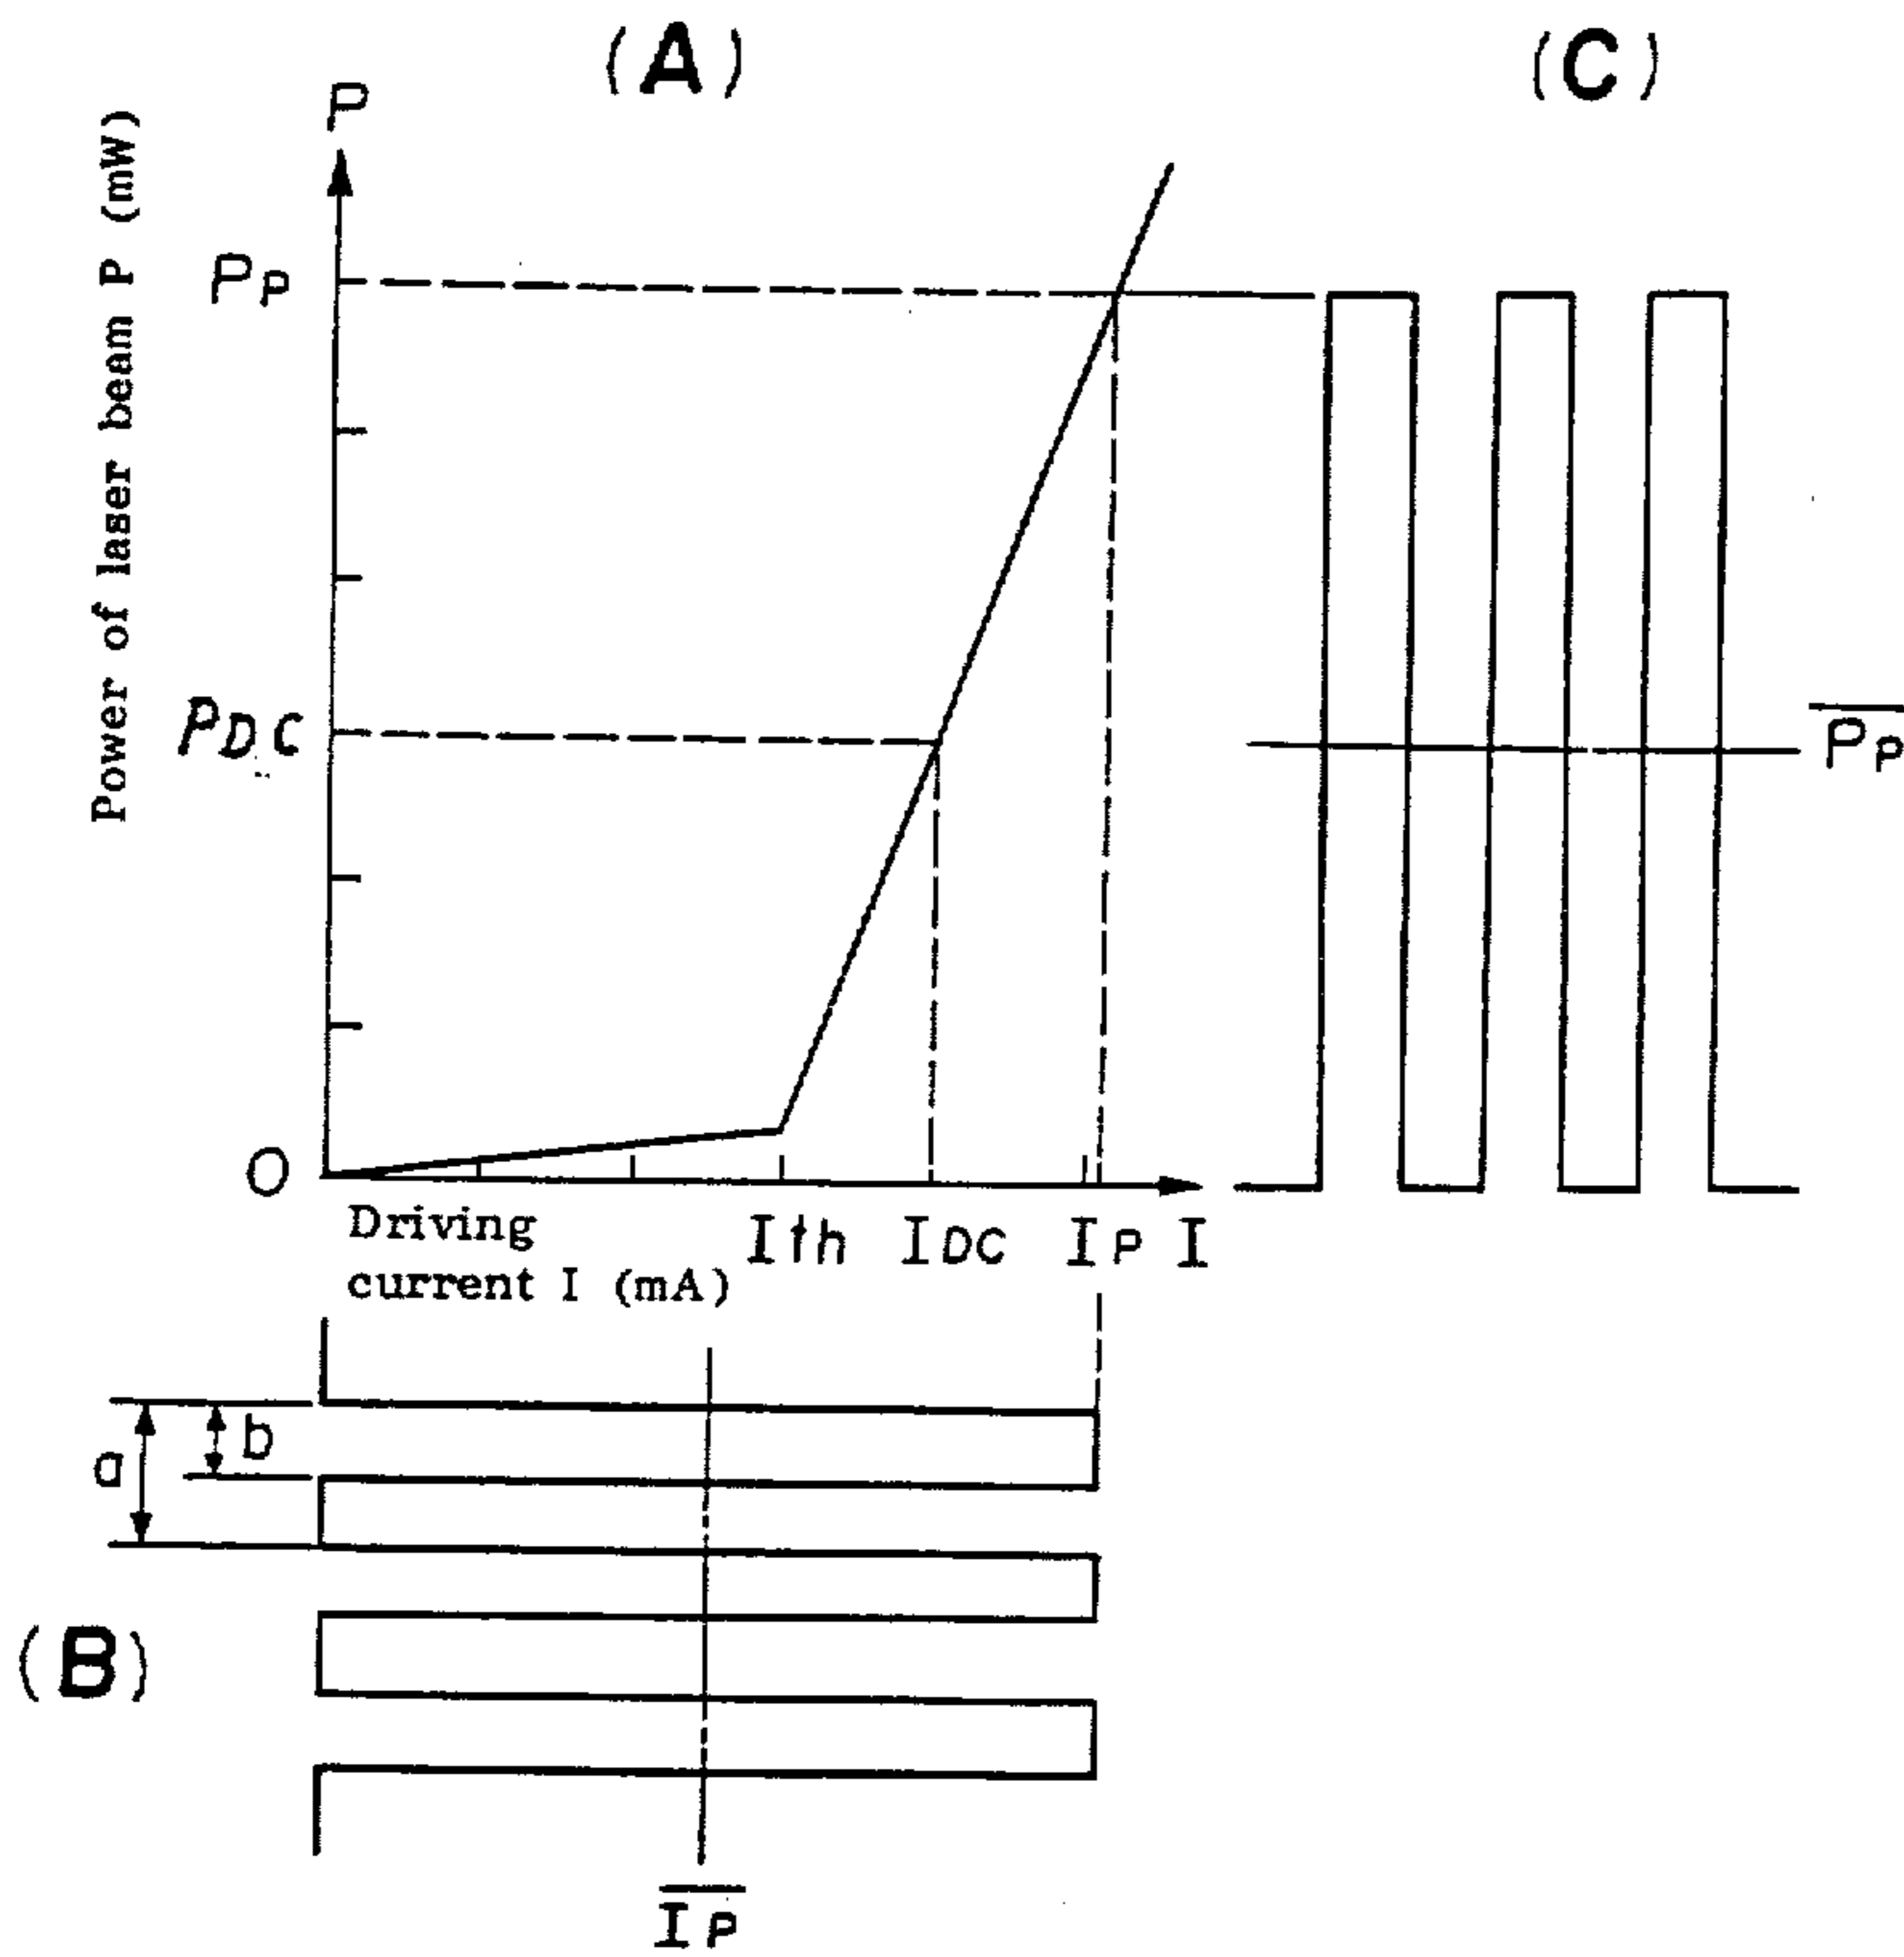 (A)
(C)
P
Power of laser beam P (mW)
PP
PDC
PP
O
Driving
current I (mA)
Ith IDC IP I
b
a
(B)
IP